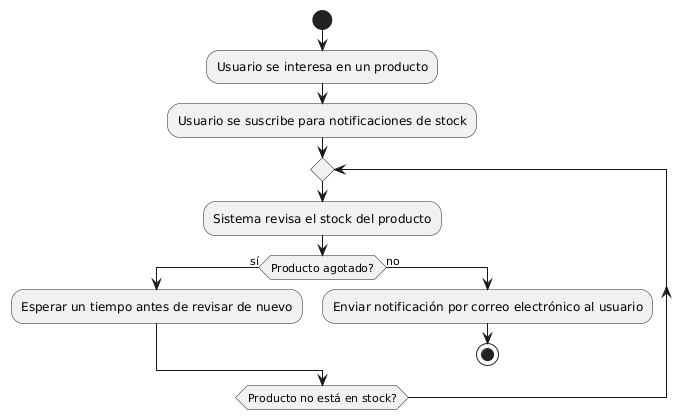 Usuario se interesa en un producto
Usuario se suscribe para notificaciones de stock
Sistema revisa el stock del producto
sí
Producto agotado?
no
Esperar un tiempo antes de revisar de nuevo
Enviar notificación por correo electrónico al usuario
Producto no está en stock?